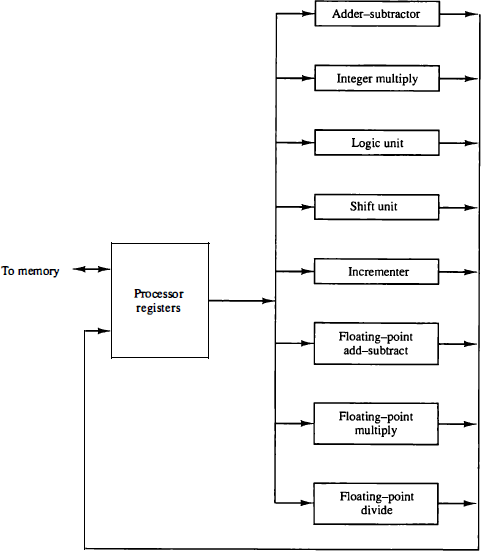 Adder–subtractor
Integer multiply
Logic unit
Shift unit
To memory
Processor
registers
Incrementer
Floating–point
add–subtract
Floating–point
multiply
Floating–point
divide